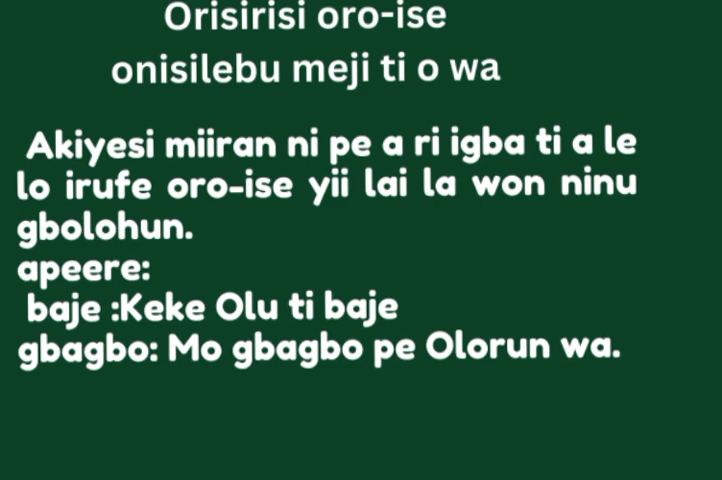 Orisirisi oro-ise
onisilebu meji ti o wa
Akiyesi miiran ni pe a ri igba ti a le
lo irufe oro-ise yii lai la won ninu
gbolohun.
apeere:
baje :Keke Olu ti baje
gbagbo: Mo gbagbo pe Olorun wa.